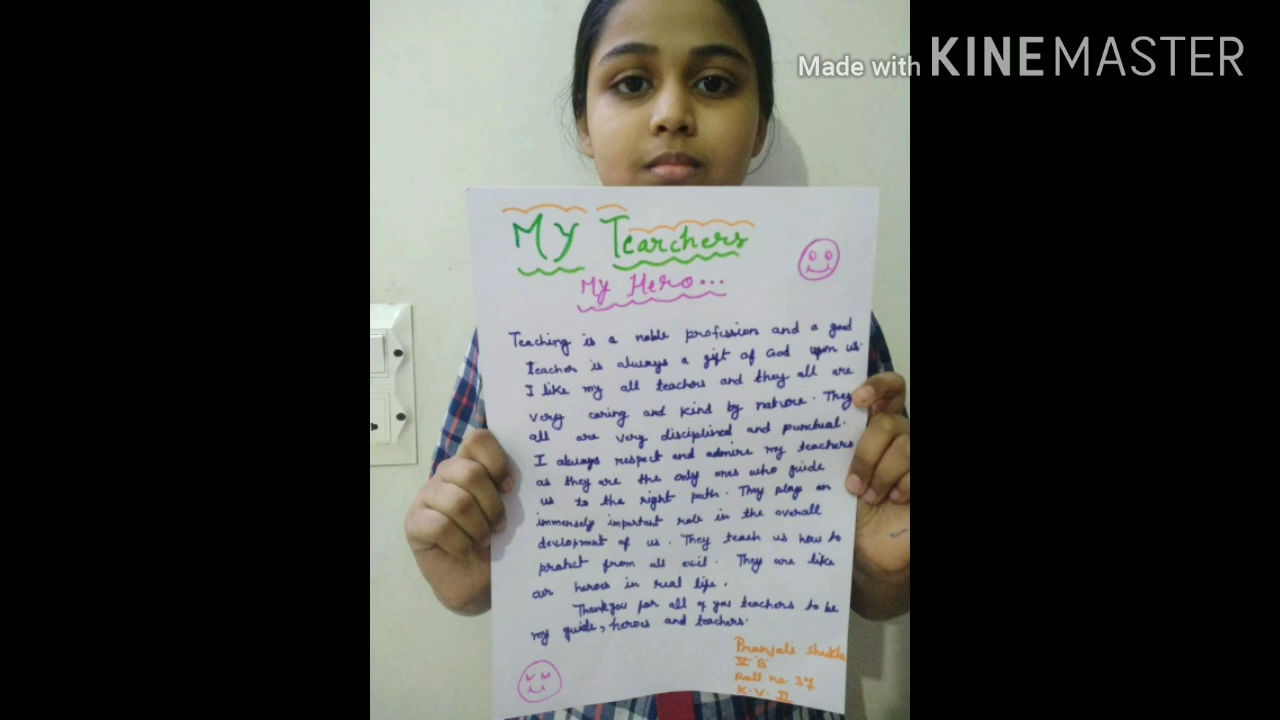 Made with KINEMASTER
My Tearchers
My Hero...
Teaching is a noble profession and a good
teacher is always a gift of God upon us.
I like my all teachers and they all are
very caring and kind by nature. They
all are very disciplined and punctual.
I always respect and admire my teachers
as they are the only ones who guide
us to the right path. They play an
immensely important role in the overall
development of us. They teach us how to
protect from all evil. They are like
our heroes in real life.
Thankyou for all of you teachers to be
my guide, heroes and teachers.
Pranjali Shukla
V 'B'
Roll no. 37
K.V. II